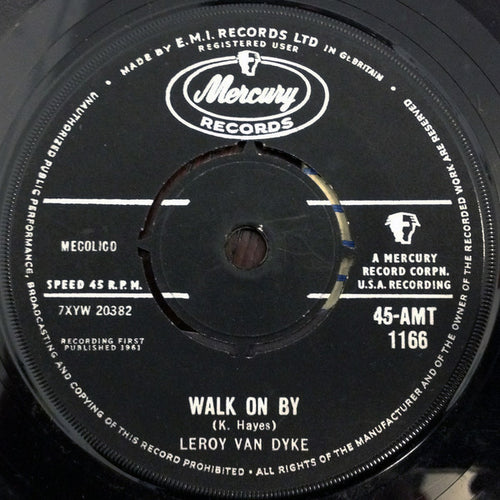 MADE BY E.M.I. RECORDS LTD IN GT. BRITAIN
REGISTERED USER
Mercury
RECORDS
UNAUTHORISED PUBLIC PERFORMANCE, BROADCASTING AND COPYING OF THIS RECORD PROHIBITED • ALL RIGHTS OF THE MANUFACTURER AND OF THE OWNER OF THE RECORDED WORK ARE RESERVED
MECOLICO
SPEED 45 R.P.M.
7XYW 20382
RECORDING FIRST
PUBLISHED 1961
A MERCURY
RECORD CORPN.
U.S.A. RECORDING
45-AMT
1166
WALK ON BY
(K. Hayes)
LEROY VAN DYKE